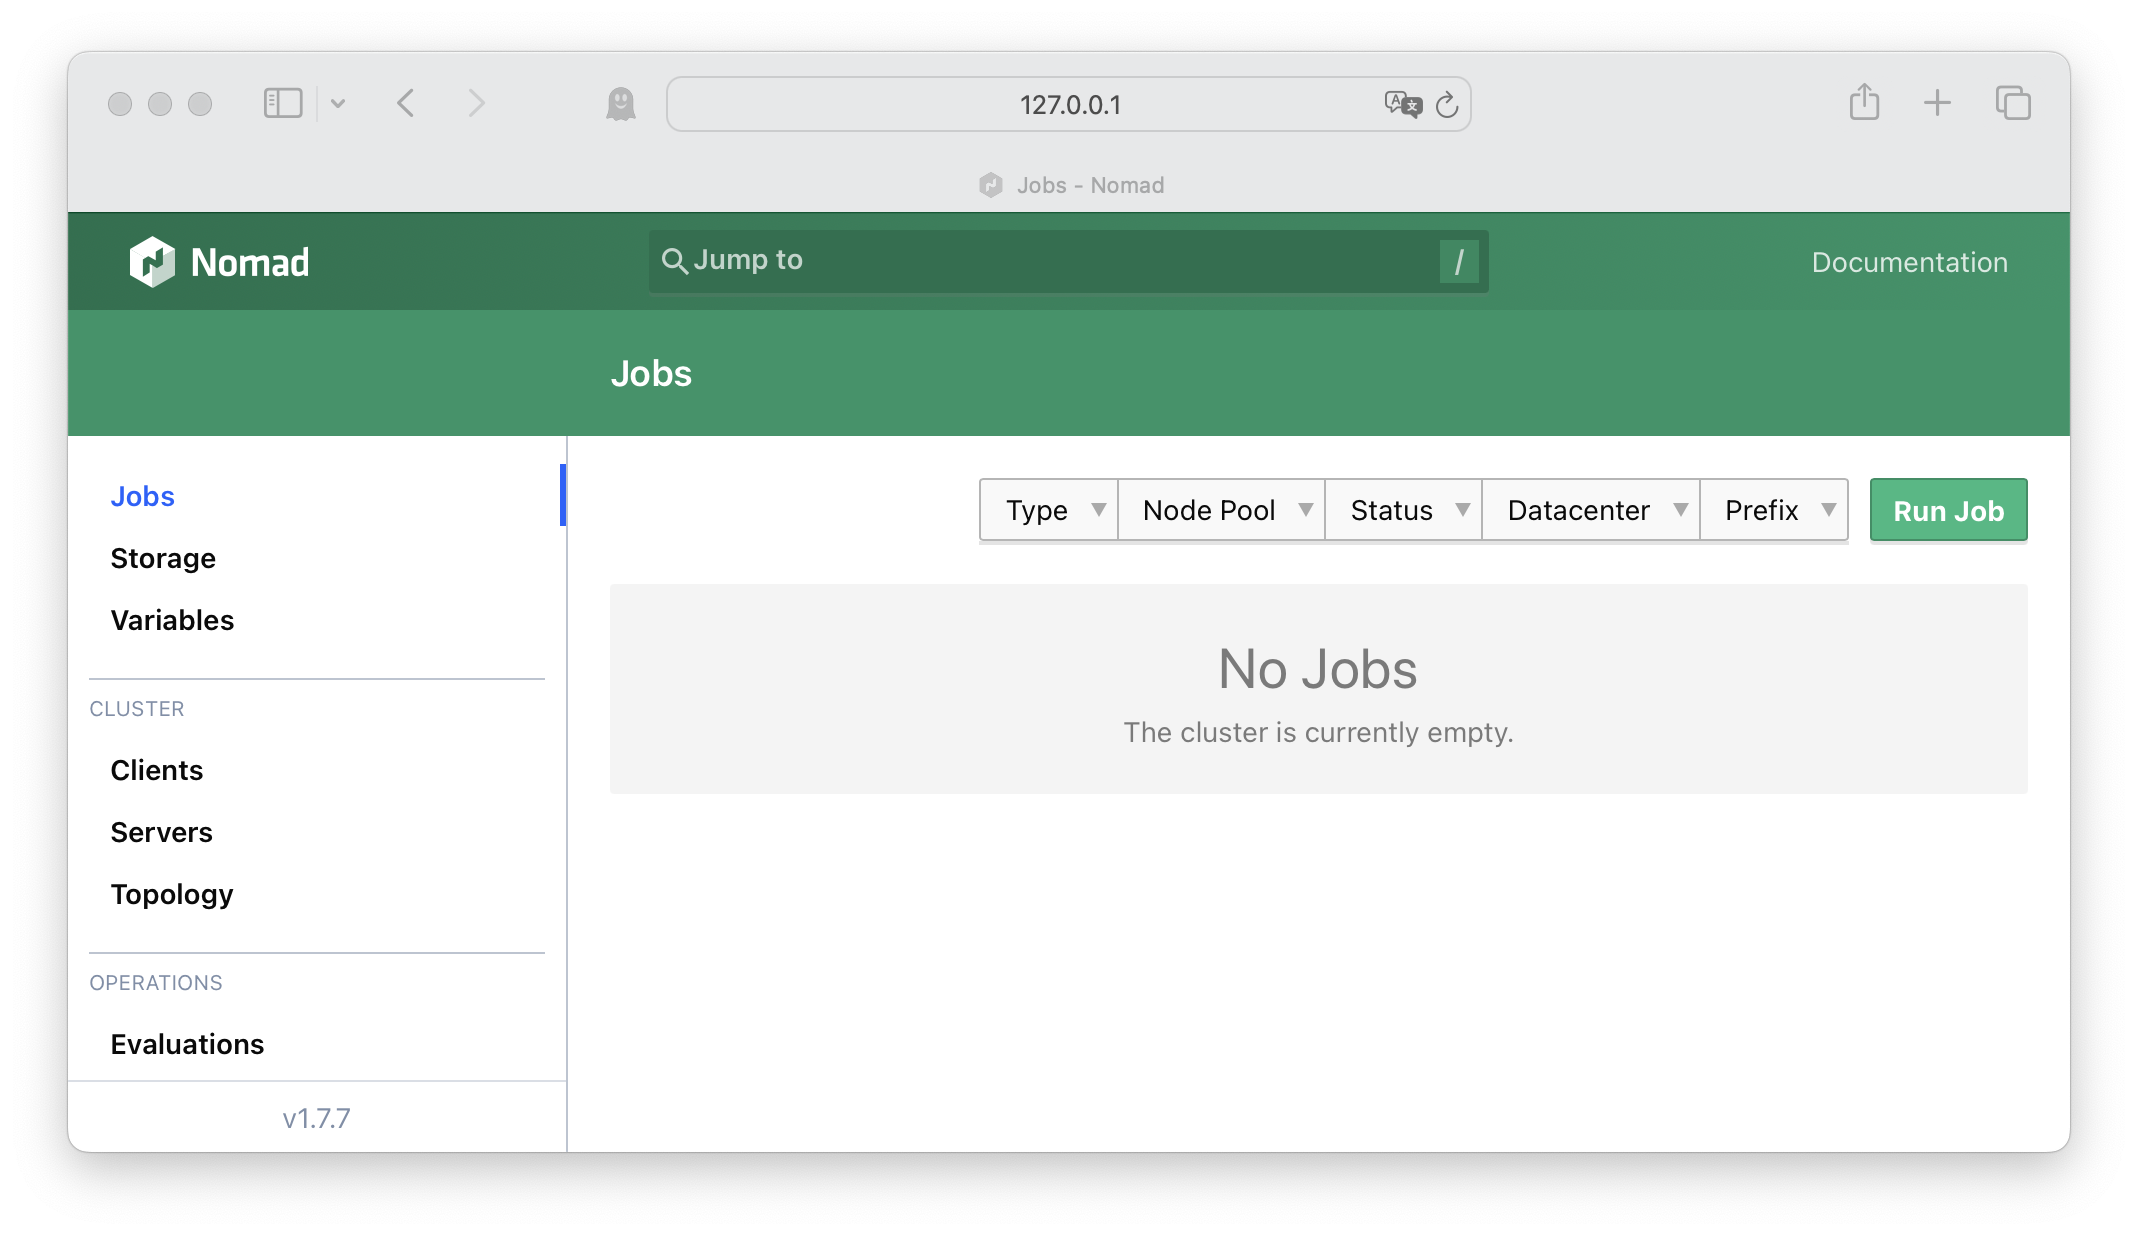 127.0.0.1
Jobs - Nomad
Nomad
Jump to
/
Documentation
Jobs
Jobs
Storage
Variables
CLUSTER
Clients
Servers
Topology
OPERATIONS
Evaluations
v1.7.7
Type Node Pool Status Datacenter Prefix Run Job
No Jobs
The cluster is currently empty.